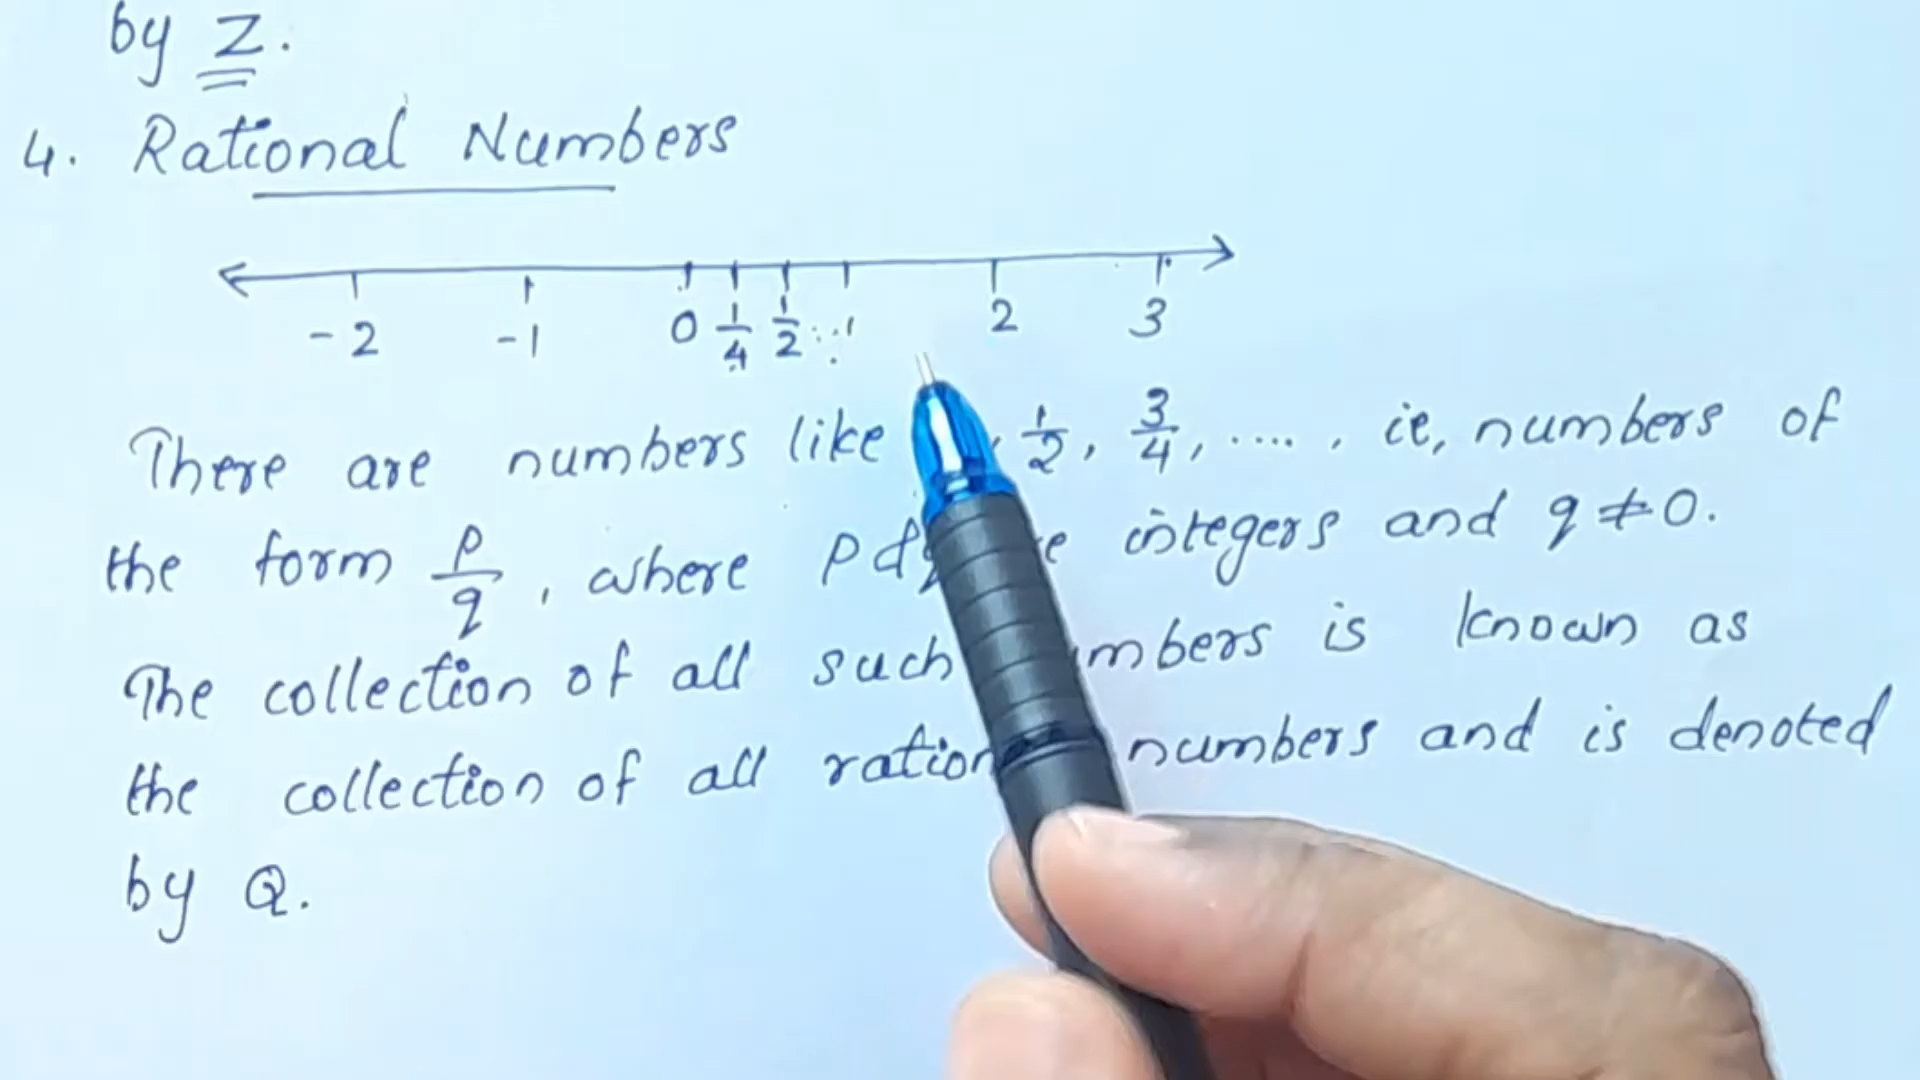 by Z.
4. Rational Numbers
-2 -1 0 1/4 1/2 ... 1 2 3
There are numbers like , 1/2, 3/4, .... , ie, numbers of
the form p/q, where p & integers and q ≠ 0.
The collection of all such is known as
the collection of all numbers and is denoted
by Q.